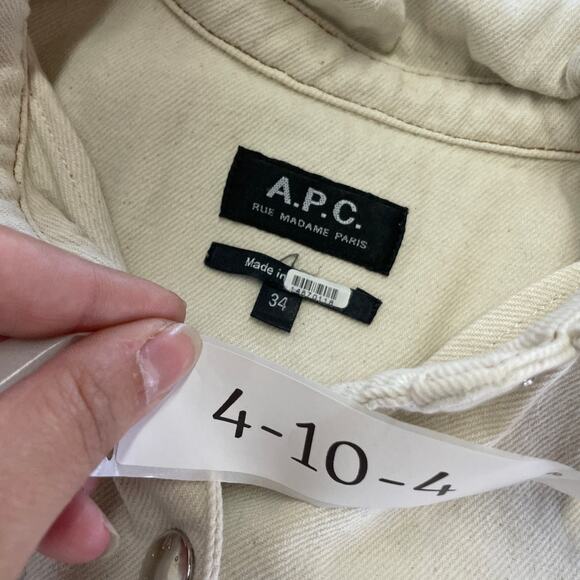 A.P.C.
RUE MADAME PARIS
Made in
34
4-10-4